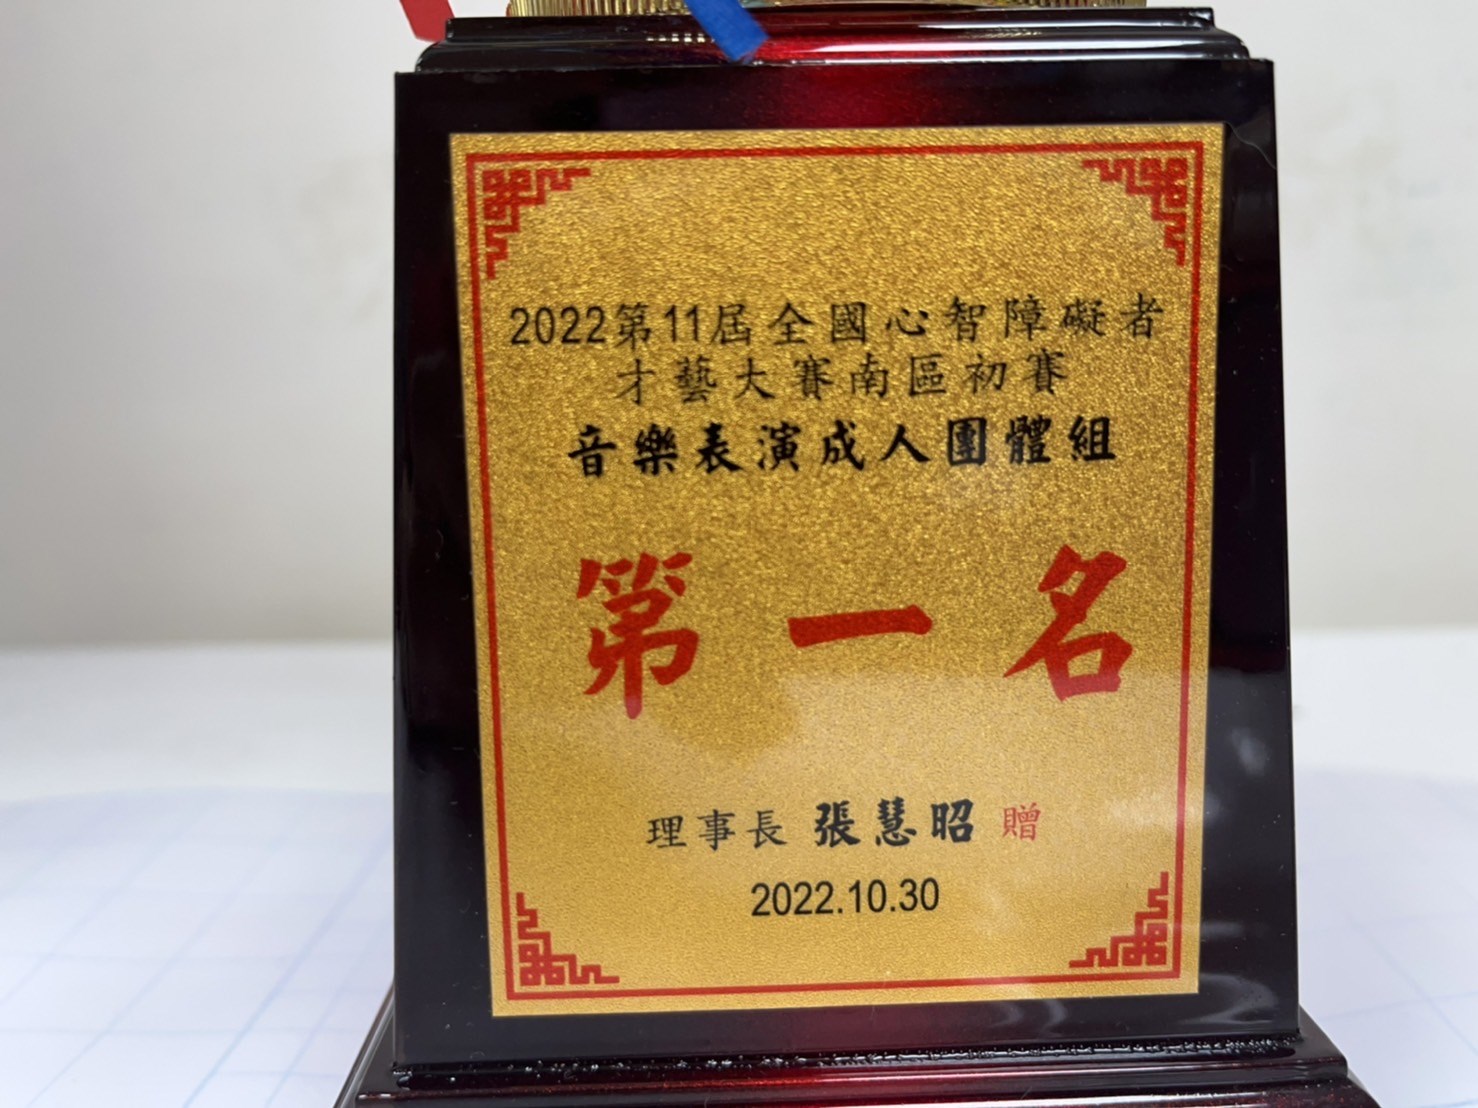 2022第11屆全國心智障礙者
才藝大賽南區初賽
音樂表演成人團體組
第一名
理事長 張慧昭 贈
2022.10.30